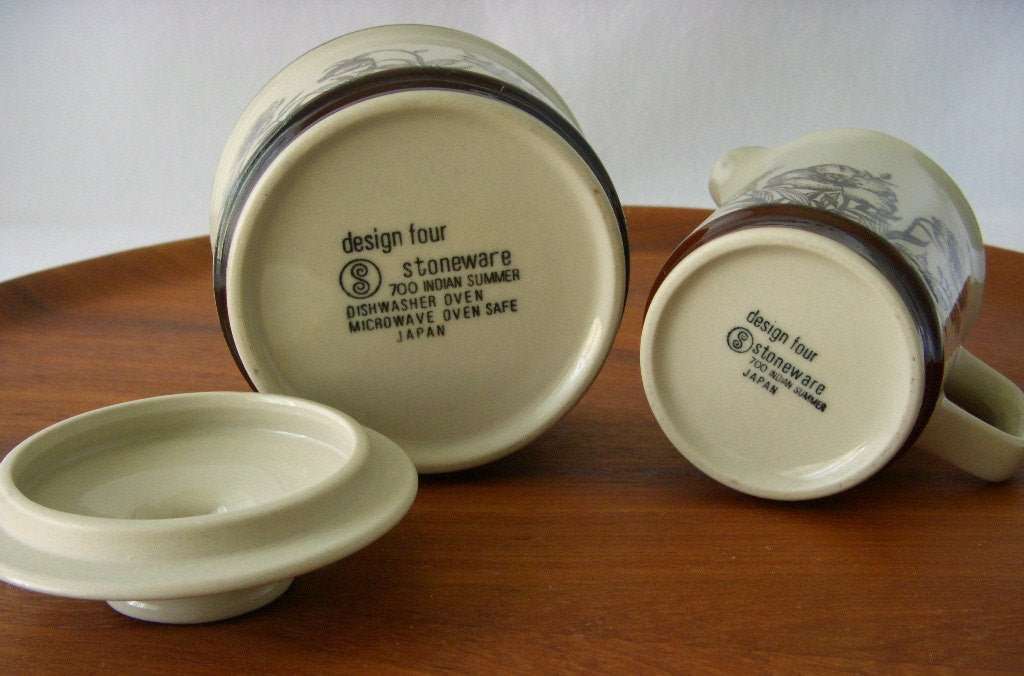 design four
S stoneware
700 INDIAN SUMMER
DISHWASHER OVEN
MICROWAVE OVEN SAFE
JAPAN
design four
S stoneware
700 INDIAN SUMMER
JAPAN